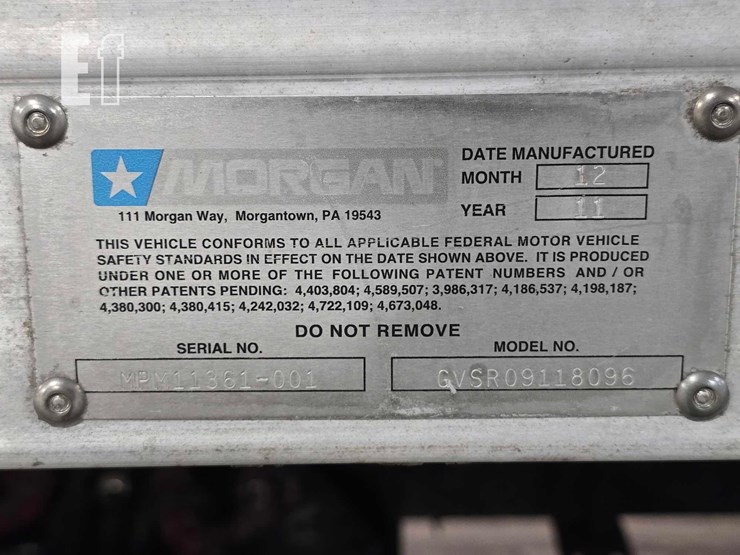 E1
MORGAN
111 Morgan Way, Morgantown, PA 19543
DATE MANUFACTURED
MONTH 12
YEAR 11
THIS VEHICLE CONFORMS TO ALL APPLICABLE FEDERAL MOTOR VEHICLE
SAFETY STANDARDS IN EFFECT ON THE DATE SHOWN ABOVE. IT IS PRODUCED
UNDER ONE OR MORE OF THE FOLLOWING PATENT NUMBERS AND / OR
OTHER PATENTS PENDING: 4,403,804; 4,589,507; 3,986,317; 4,186,537; 4,198,187;
4,380,300; 4,380,415; 4,242,032; 4,722,109; 4,673,048.
DO NOT REMOVE
SERIAL NO. MODEL NO.
MPM11361-001 GVSR09118096